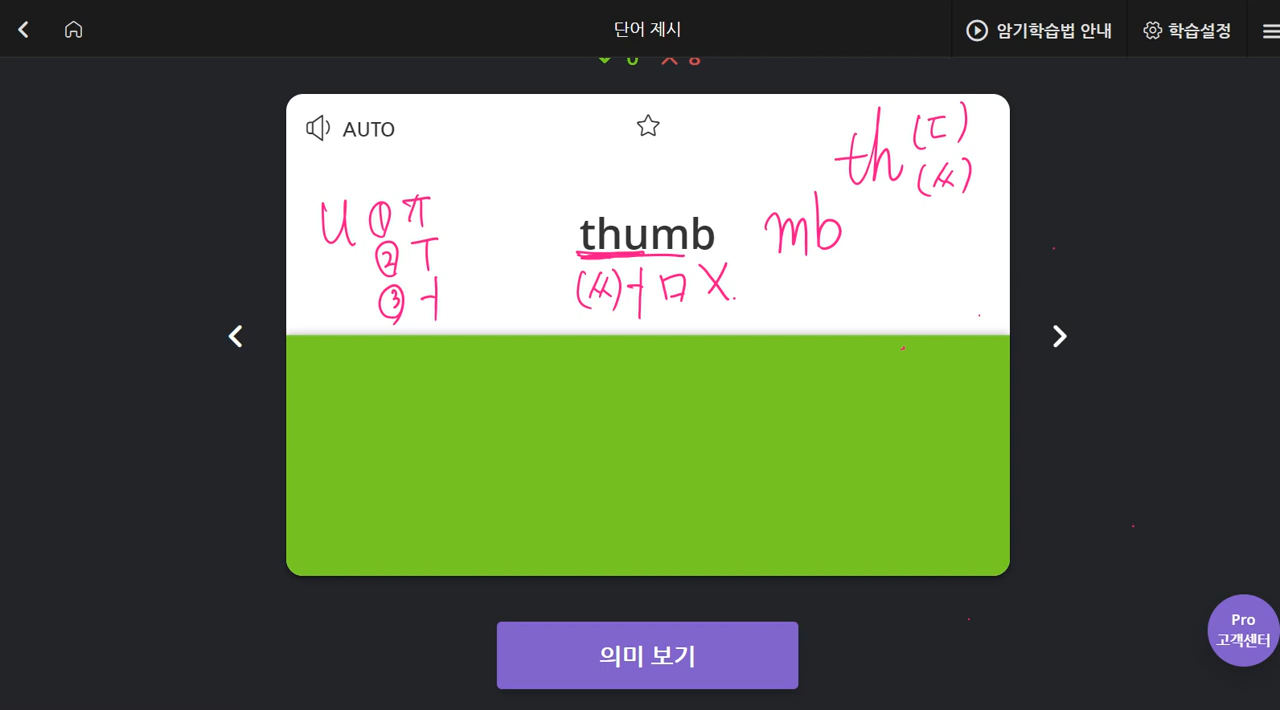 단어 제시
암기학습법 안내
학습설정
AUTO
th (ㄷ)
(ㅆ)
u ① ㅠ
② ㅜ
③ ㅓ
thumb
mb
(ㅆ)ㅓㅁX.
의미 보기
Pro
고객센터